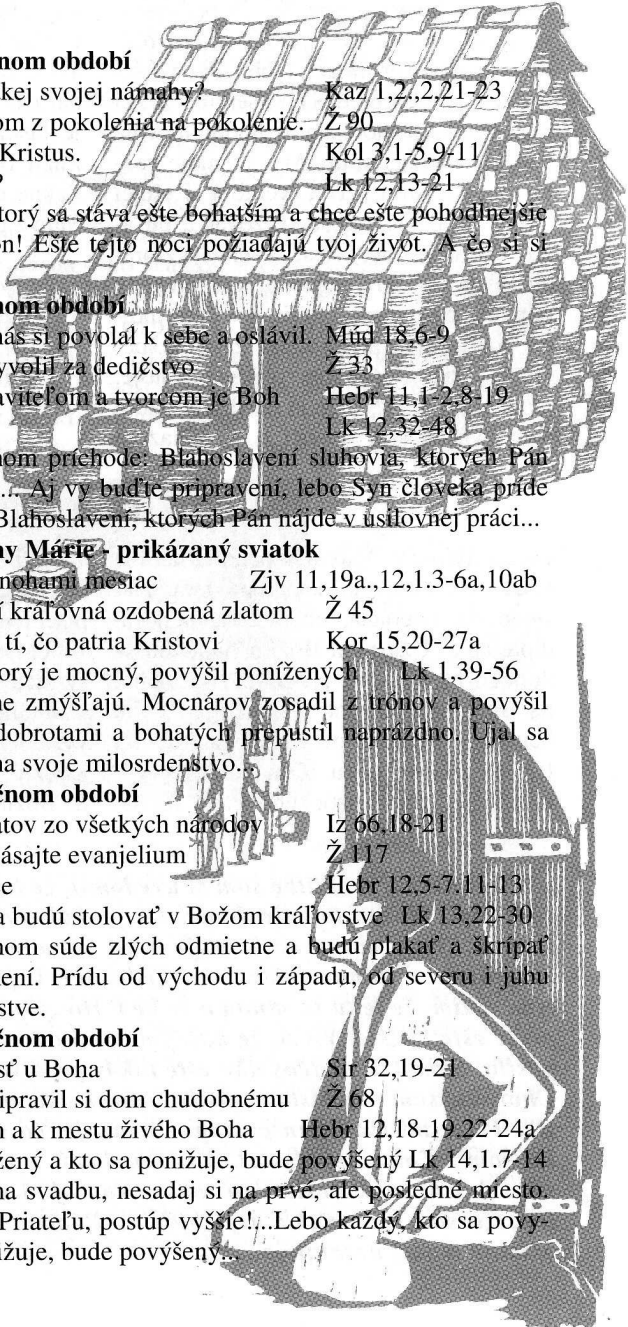 nom období
kej svojej námahy? Kaz 1,2.,2,21-23
om z pokolenia na pokolenie. Ž 90
Kristus. Kol 3,1-5,9-11
? Lk 12,13-21
torý sa stáva ešte bohatším a chce ešte pohodlnejšie
on! Ešte tejto noci požiadajú tvoj život. A čo si si
nom období
nás si povolal k sebe a oslávil. Múd 18,6-9
yvolil za dedičstvo Ž 33
aviteľom a tvorcom je Boh Hebr 11,1-2,8-19
Lk 12,32-48
nom príchode: Blahoslavení sluhovia, ktorých Pán
... Aj vy buďte pripravení, lebo Syn človeka príde
Blahoslavení, ktorých Pán nájde v usilovnej práci...
ny Márie - prikázaný sviatok
nohami mesiac Zjv 11,19a.,12,1.3-6a,10ab
í kráľovná ozdobená zlatom Ž 45
tí, čo patria Kristovi Kor 15,20-27a
orý je mocný, povýšil ponížených Lk 1,39-56
ne zmýšľajú. Mocnárov zosadil z trónov a povýšil
dobrotami a bohatých prepustil naprázdno. Ujal sa
na svoje milosrdenstvo...
čnom období
atov zo všetkých národov Iz 66,18-21
ásajte evanjelium Ž 117
e Hebr 12,5-7.11-13
a budú stolovať v Božom kráľovstve Lk 13,22-30
nom súde zlých odmietne a budú plakať a škrípať
ení. Prídu od východu i západu, od severu i juhu
stve.
čnom období
sť u Boha Sir 32,19-21
ipravil si dom chudobnému Ž 68
n a k mestu živého Boha Hebr 12,18-19.22-24a
žený a kto sa ponižuje, bude povýšený Lk 14,1.7-14
na svadbu, nesadaj si na prvé, ale posledné miesto.
Priateľu, postúp vyššie!...Lebo každý, kto sa povy-
ižuje, bude povýšený...